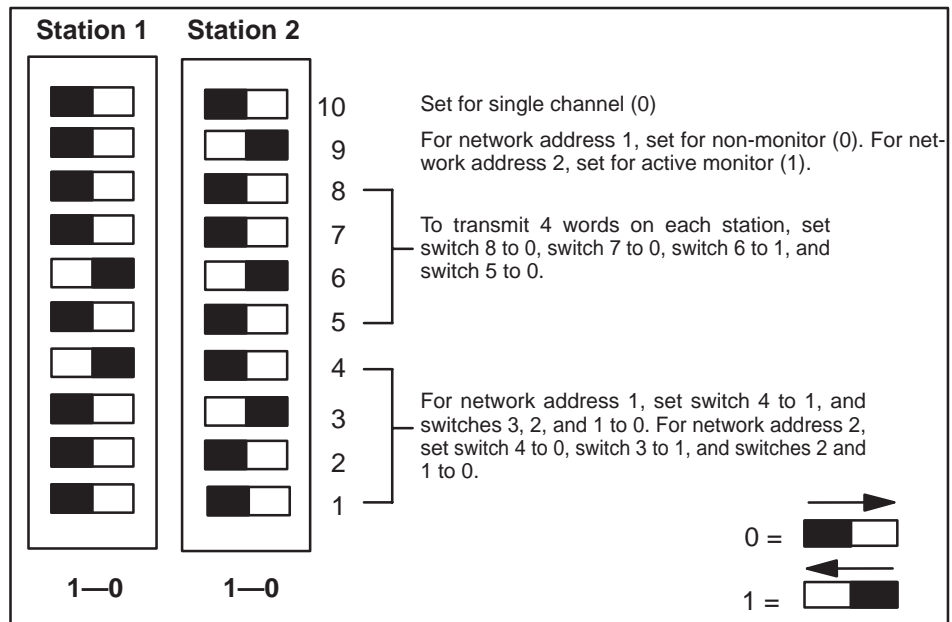 Station 1 Station 2
10 Set for single channel (0)
9 For network address 1, set for non-monitor (0). For net-
work address 2, set for active monitor (1).
8
7 To transmit 4 words on each station, set
switch 8 to 0, switch 7 to 0, switch 6 to 1, and
6 switch 5 to 0.
5
4
3 For network address 1, set switch 4 to 1, and
switches 3, 2, and 1 to 0. For network address 2,
2 set switch 4 to 0, switch 3 to 1, and switches 2 and
1 to 0.
1
0 =
1—0 1—0
1 =